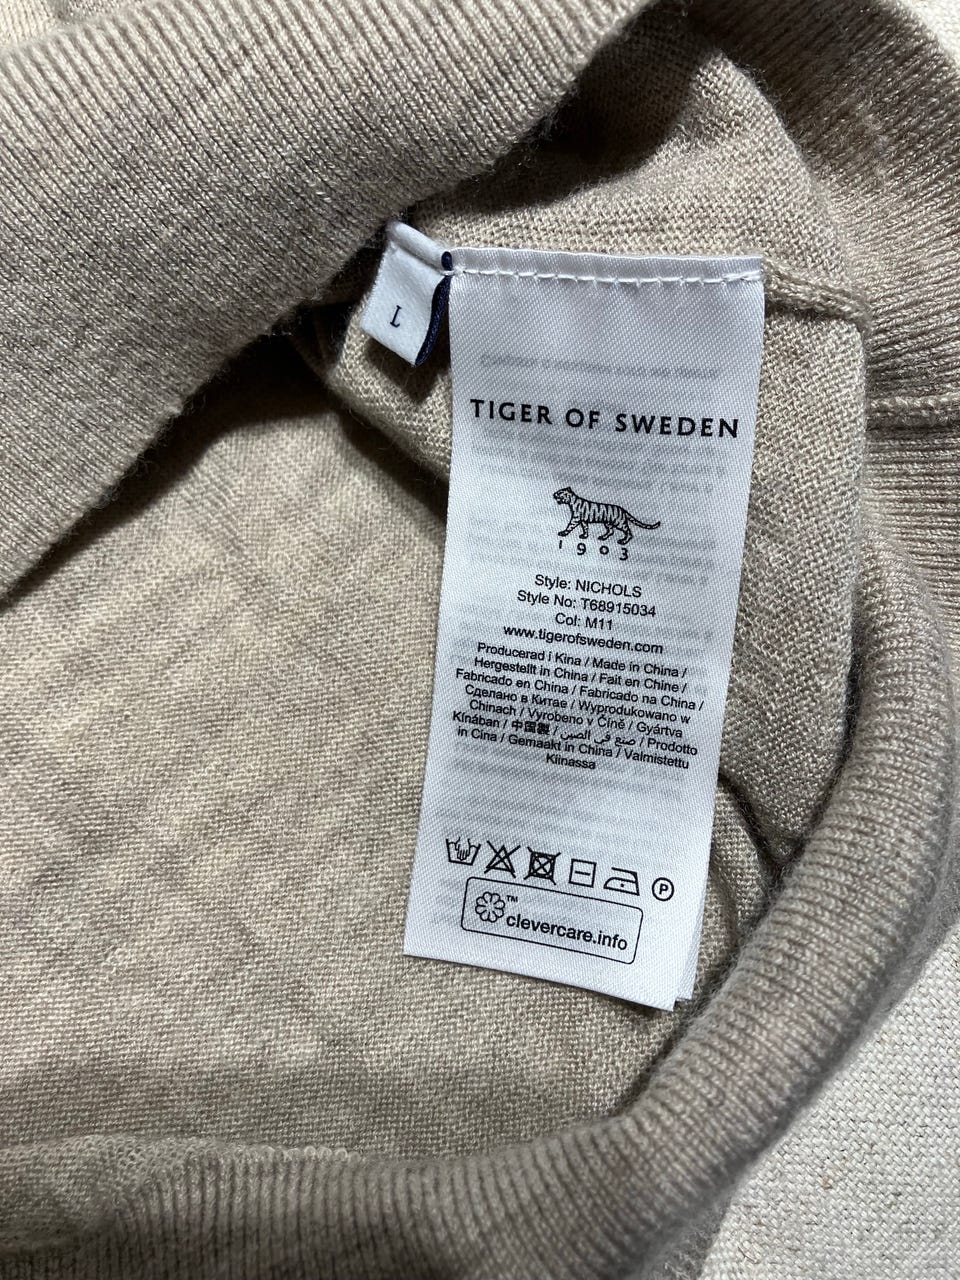 L
TIGER OF SWEDEN
1903
Style: NICHOLS
Style No: T68915034
Col: M11
www.tigerofsweden.com
Producerad i Kina / Made in China /
Hergestellt in China / Fait en Chine /
Fabricado en China / Fabricado na China /
Сделано в Китае / Wyprodukowano w
Chinach / Vyrobeno v Číně / Gyártva
Kínában / 中国製 / صنع في الصين / Prodotto
in Cina / Gemaakt in China / Valmistettu
Kiinassa
P
™
clevercare.info